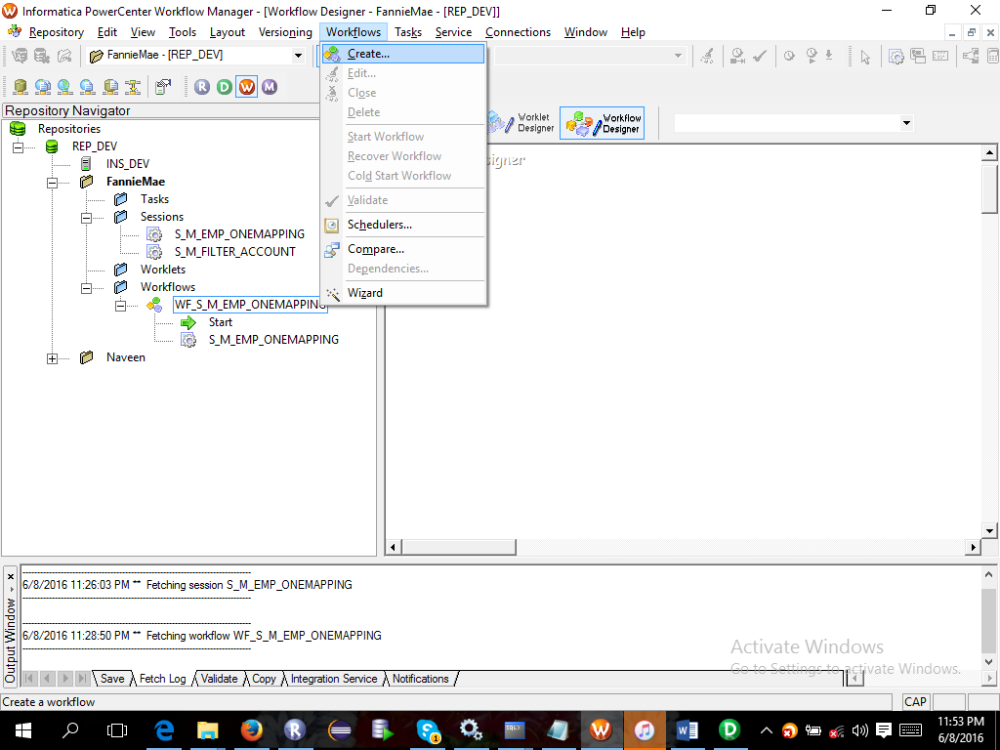 Informatica PowerCenter Workflow Manager - [Workflow Designer - FannieMae - [REP_DEV]]
Repository Edit View Tools Layout Versioning Workflows Tasks Service Connections Window Help
FannieMae - [REP_DEV]
Create...
Edit...
Close
Delete
Start Workflow
Recover Workflow
Cold Start Workflow
Validate
Schedulers...
Compare...
Dependencies...
Wizard
R D W M
Worklet
Designer
Workflow
Designer
Repository Navigator
Repositories
REP_DEV
INS_DEV
FannieMae
Tasks
Sessions
S_M_EMP_ONEMAPPING
S_M_FILTER_ACCOUNT
Worklets
Workflows
WF_S_M_EMP_ONEMAPPING
Start
S_M_EMP_ONEMAPPING
Naveen
signer
Output Window
6/8/2016 11:26:03 PM ** Fetching session S_M_EMP_ONEMAPPING
6/8/2016 11:28:50 PM ** Fetching workflow WF_S_M_EMP_ONEMAPPING
Activate Windows
Go to Settings to activate Windows.
Save Fetch Log Validate Copy Integration Service Notifications
Create a workflow
CAP
11:53 PM
6/8/2016